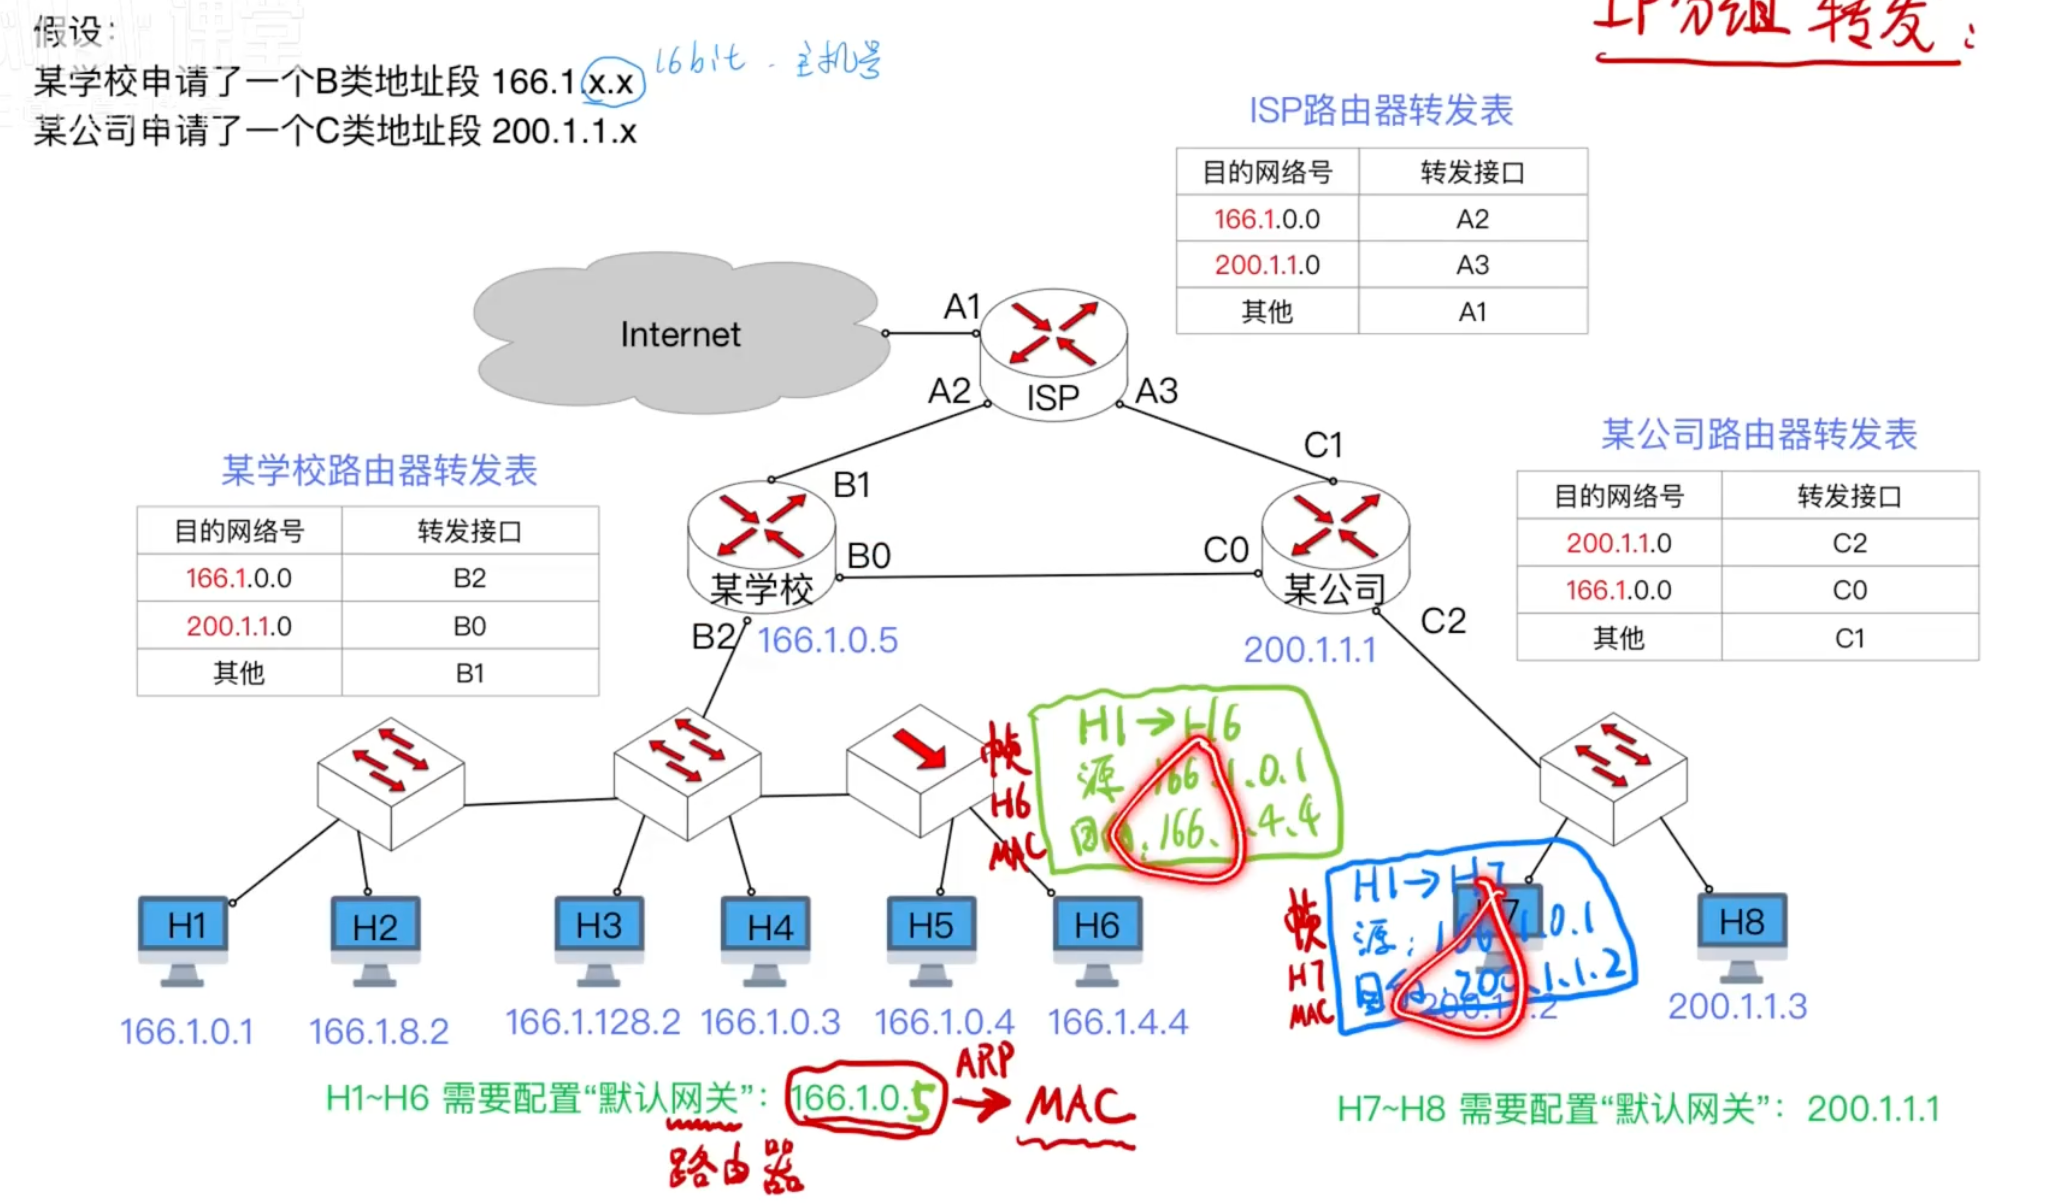 假设：
课堂
某学校申请了一个B类地址段 166.1.x.x
16bit . 主机号
某公司申请了一个C类地址段 200.1.1.x
IP分组 转发：
ISP路由器转发表
目的网络号 转发接口
166.1.0.0 A2
200.1.1.0 A3
其他 A1
Internet
A1
ISP
A2
A3
某学校路由器转发表
目的网络号 转发接口
166.1.0.0 B2
200.1.1.0 B0
其他 B1
B1
某学校
B0
B2
166.1.0.5
C1
C0
某公司
C2
200.1.1.1
某公司路由器转发表
目的网络号 转发接口
200.1.1.0 C2
166.1.0.0 C0
其他 C1
帧
H6
MAC
H1→H6
源：166.1.0.1
目的：166.1.4.4
帧
H7
MAC
H1→H7
源：166.1.0.1
目的：200.1.1.2
H1
H2
H3
H4
H5
H6
H7
H8
166.1.0.1
166.1.8.2
166.1.128.2
166.1.0.3
166.1.0.4
166.1.4.4
200.1.1.2
200.1.1.3
H1~H6 需要配置“默认网关”：166.1.0.5
ARP
MAC
路由器
H7~H8 需要配置“默认网关”：200.1.1.1